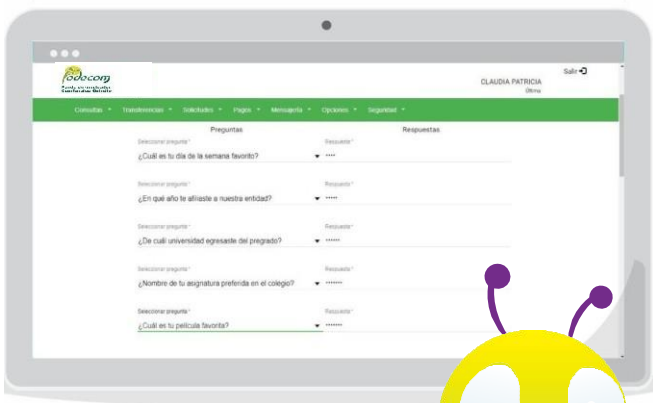 Fodecom
Salir
CLAUDIA PATRICIA
Última
Consultas Transferencias Solicitudes Pagos Mensajería Opciones Seguridad
Preguntas Respuestas
Seleccionar pregunta * Respuesta *
¿Cuál es tu día de la semana favorito? ••••
Seleccionar pregunta * Respuesta *
¿En qué año te afiliaste a nuestra entidad? •••••
Seleccionar pregunta * Respuesta *
¿De cuál universidad egresaste del pregrado? ••••••
Seleccionar pregunta * Respuesta *
¿Nombre de tu asignatura preferida en el colegio? •••••••
Seleccionar pregunta * Respuesta *
¿Cuál es tu película favorita? •••••••